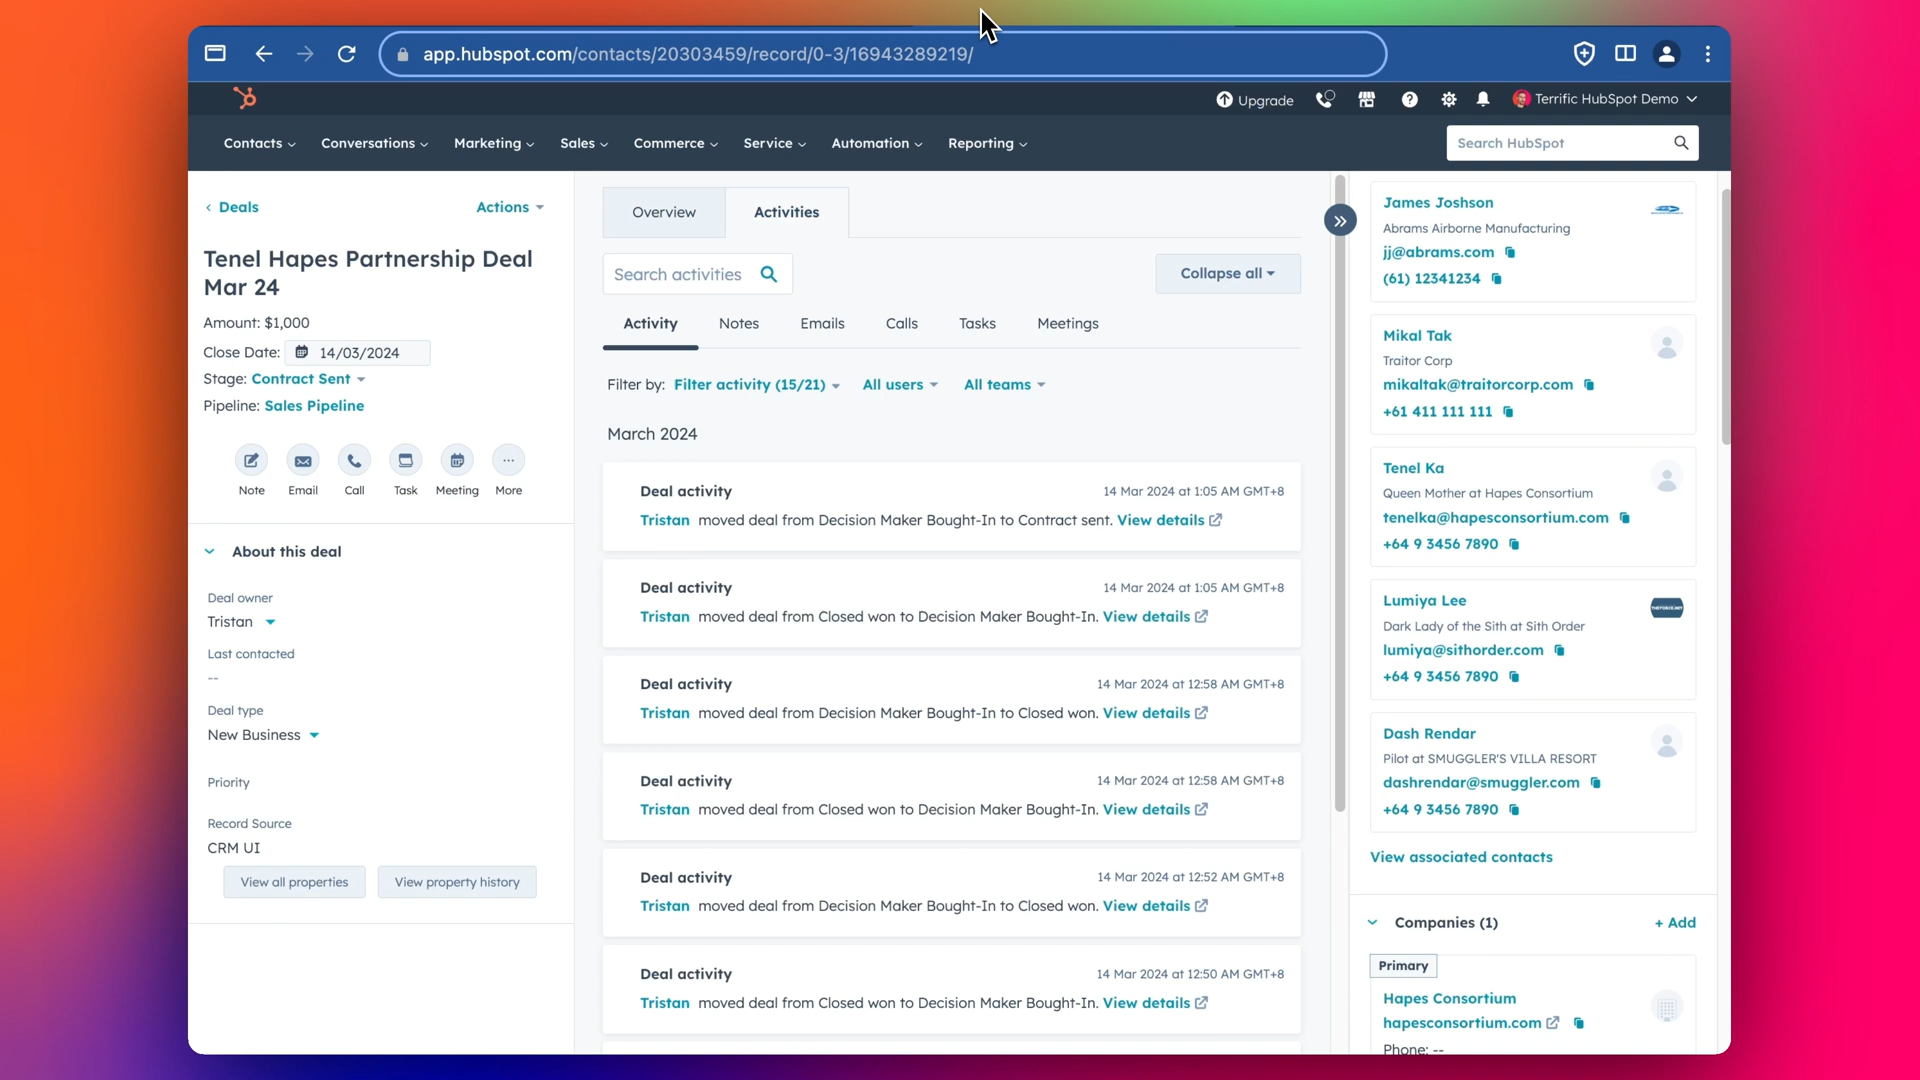 app.hubspot.com/contacts/20303459/record/0-3/16943289219/
Upgrade
Terrific HubSpot Demo
Contacts
Conversations
Marketing
Sales
Commerce
Service
Automation
Reporting
Search HubSpot
Deals
Actions
Tenel Hapes Partnership Deal
Mar 24
Amount: $1,000
Close Date: 14/03/2024
Stage: Contract Sent
Pipeline: Sales Pipeline
Note
Email
Call
Task
Meeting
More
About this deal
Deal owner
Tristan
Last contacted
--
Deal type
New Business
Priority
Record Source
CRM UI
View all properties
View property history
Overview
Activities
Search activities
Collapse all
Activity
Notes
Emails
Calls
Tasks
Meetings
Filter by: Filter activity (15/21) All users All teams
March 2024
Deal activity 14 Mar 2024 at 1:05 AM GMT+8
Tristan moved deal from Decision Maker Bought-In to Contract sent. View details
Deal activity 14 Mar 2024 at 1:05 AM GMT+8
Tristan moved deal from Closed won to Decision Maker Bought-In. View details
Deal activity 14 Mar 2024 at 12:58 AM GMT+8
Tristan moved deal from Decision Maker Bought-In to Closed won. View details
Deal activity 14 Mar 2024 at 12:58 AM GMT+8
Tristan moved deal from Closed won to Decision Maker Bought-In. View details
Deal activity 14 Mar 2024 at 12:52 AM GMT+8
Tristan moved deal from Decision Maker Bought-In to Closed won. View details
Deal activity 14 Mar 2024 at 12:50 AM GMT+8
Tristan moved deal from Closed won to Decision Maker Bought-In. View details
James Joshson
Abrams Airborne Manufacturing
jj@abrams.com
(61) 12341234
Mikal Tak
Traitor Corp
mikaltak@traitorcorp.com
+61 411 111 111
Tenel Ka
Queen Mother at Hapes Consortium
tenelka@hapesconsortium.com
+64 9 3456 7890
Lumiya Lee
Dark Lady of the Sith at Sith Order
lumiya@sithorder.com
+64 9 3456 7890
Dash Rendar
Pilot at SMUGGLER'S VILLA RESORT
dashrendar@smuggler.com
+64 9 3456 7890
View associated contacts
Companies (1)
+ Add
Primary
Hapes Consortium
hapesconsortium.com
Phone: --